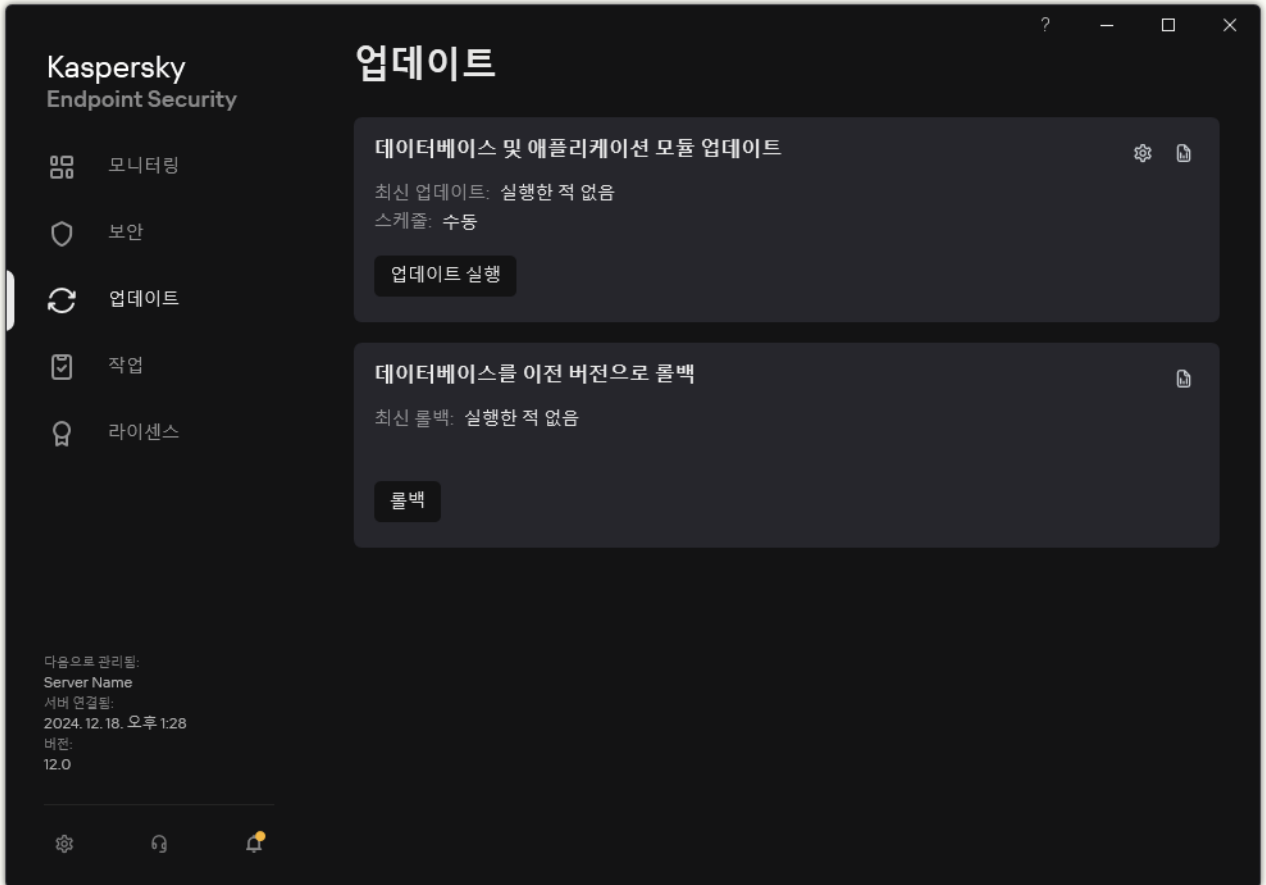 ?
Kaspersky
Endpoint Security
모니터링
보안
업데이트
작업
라이센스
다음으로 관리됨:
Server Name
서버 연결됨:
2024. 12. 18. 오후 1:28
버전:
12.0
업데이트
데이터베이스 및 애플리케이션 모듈 업데이트
최신 업데이트: 실행한 적 없음
스케줄: 수동
업데이트 실행
데이터베이스를 이전 버전으로 롤백
최신 롤백: 실행한 적 없음
롤백